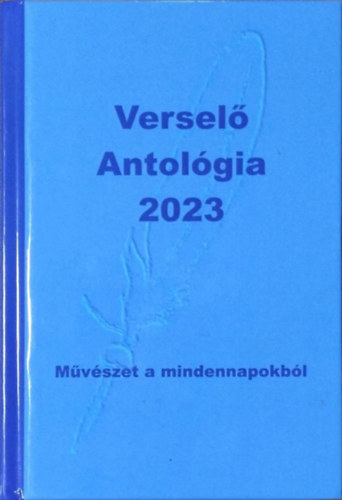 Verselő
Antológia
2023
Művészet a mindennapokból